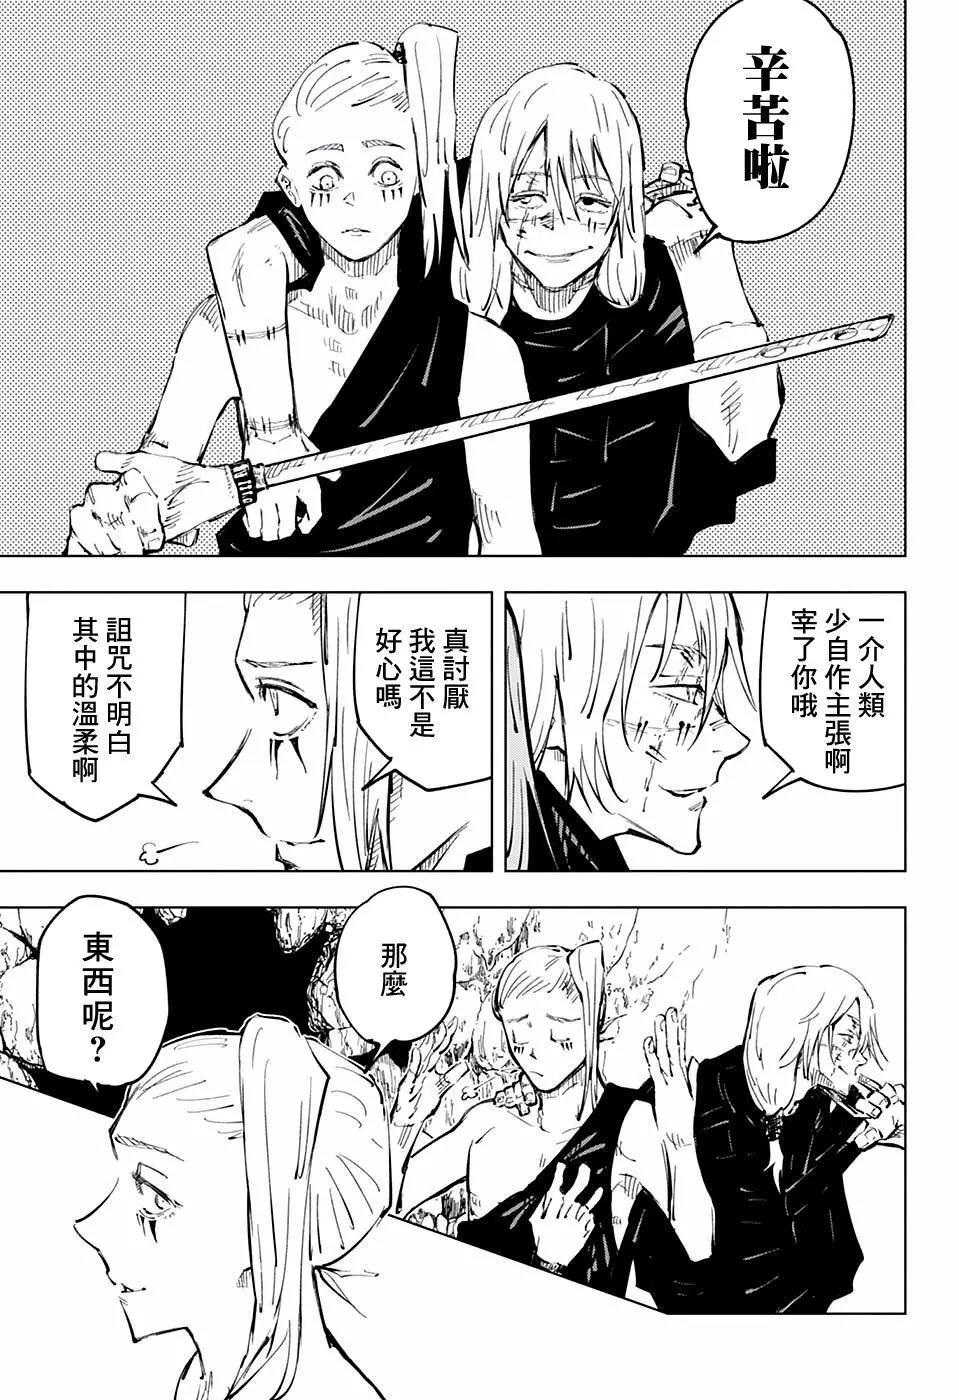 辛苦啦
一介人類
少自作主張啊
宰了你哦
真討厭
我這不是
好心嗎
詛咒不明白
其中的溫柔啊
那麼
東西呢？